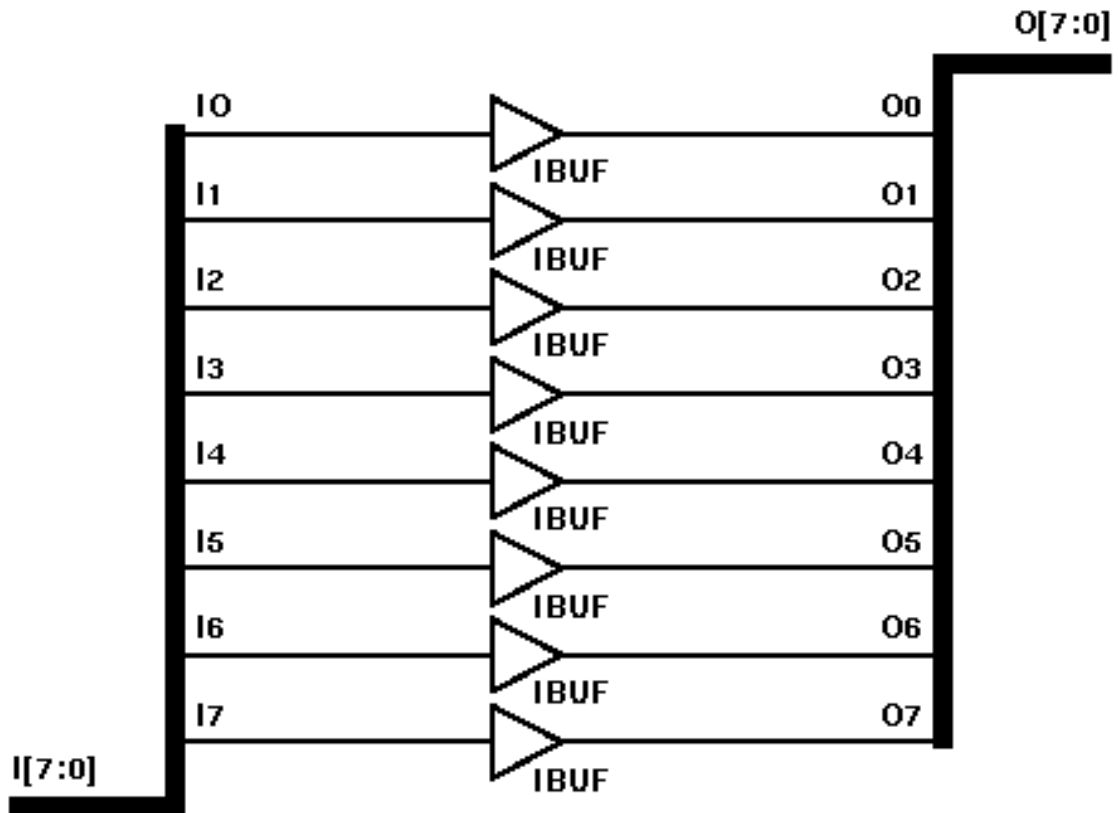 O[7:0]
I0 O0
IBUF
I1 O1
IBUF
I2 O2
IBUF
I3 O3
IBUF
I4 O4
IBUF
I5 O5
IBUF
I6 O6
IBUF
I7 O7
I[7:0]
IBUF